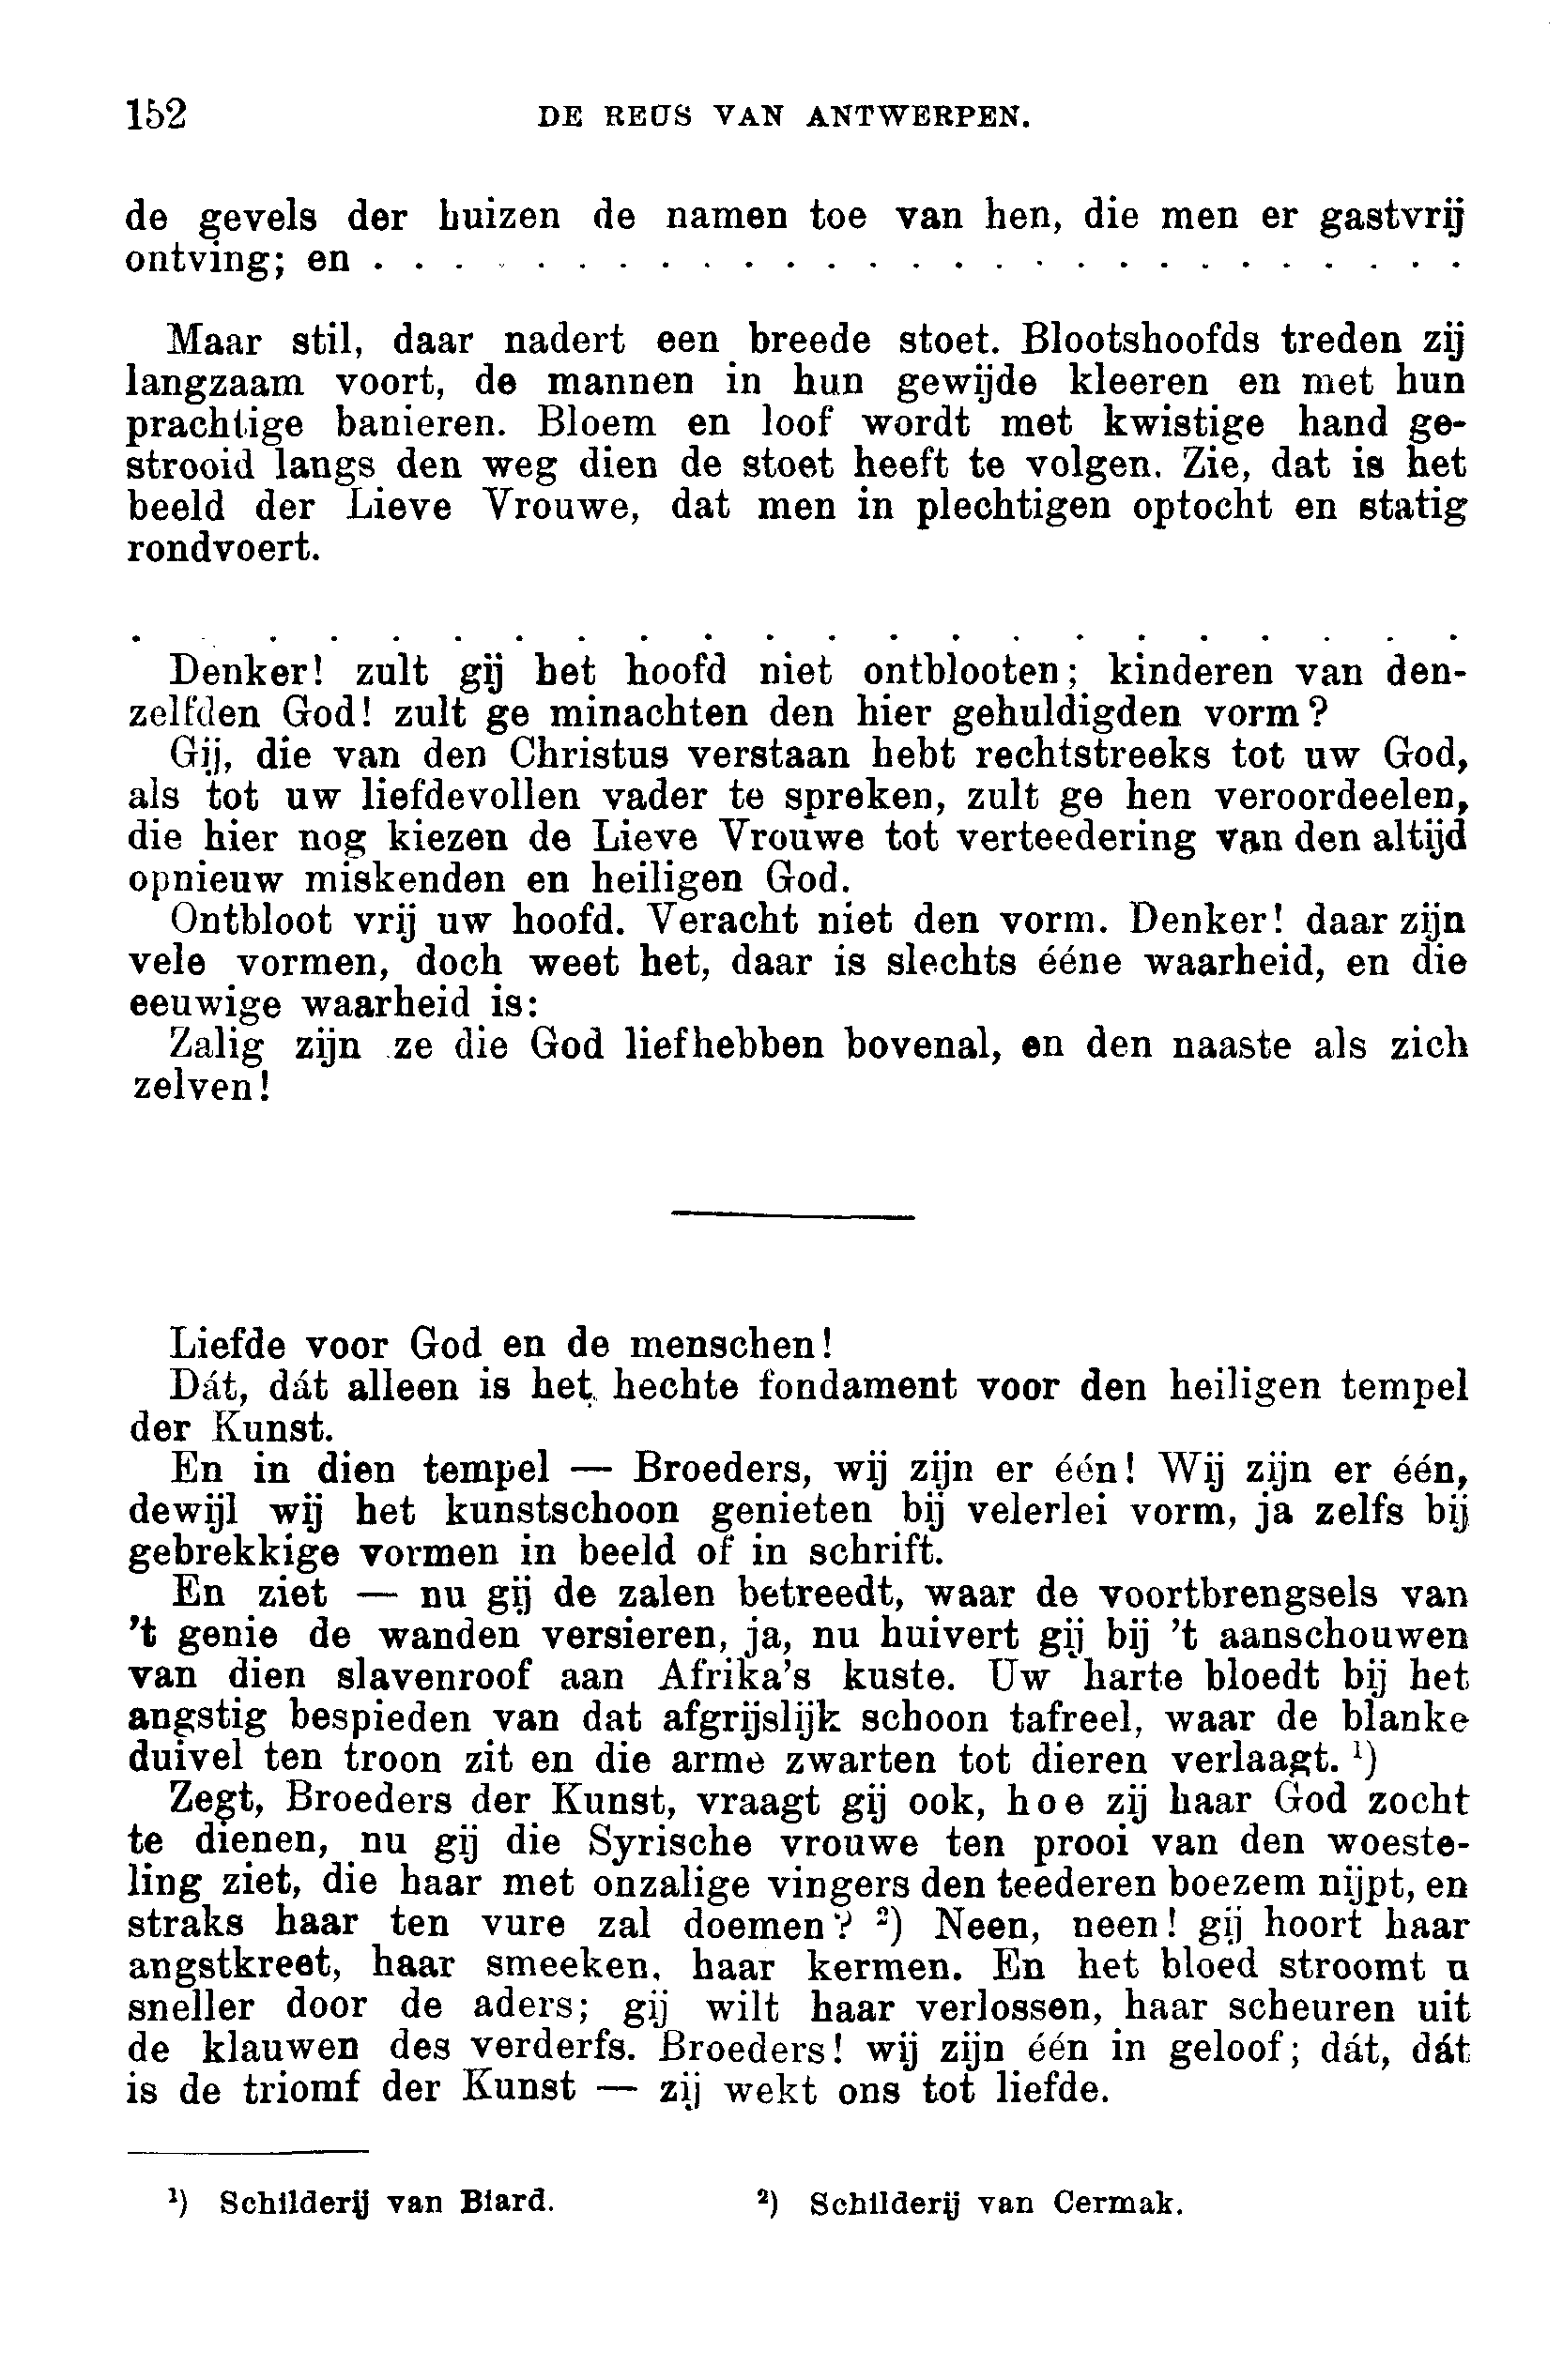 152 DE REUS VAN ANTWERPEN.
de gevels der huizen de namen toe van hen, die men er gastvrij
ontving; en . . . . . . . . . . . . . . . . . . . . . . . . . . .
Maar stil, daar nadert een breede stoet. Blootshoofds treden zij
langzaam voort, de mannen in hun gewijde kleeren en met hun
prachtige banieren. Bloem en loof wordt met kwistige hand ge-
strooid langs den weg dien de stoet heeft te volgen. Zie, dat is het
beeld der Lieve Vrouwe, dat men in plechtigen optocht en statig
rondvoert.
. . . . . . . . . . . . . . . . . . . . . .
Denker! zult gij het hoofd niet ontblooten; kinderen van den-
zelfden God! zult ge minachten den hier gehuldigden vorm?
Gij, die van den Christus verstaan hebt rechtstreeks tot uw God,
als tot uw liefdevollen vader te spreken, zult ge hen veroordeelen,
die hier nog kiezen de Lieve Vrouwe tot verteedering van den altijd
opnieuw miskenden en heiligen God.
Ontbloot vrij uw hoofd. Veracht niet den vorm. Denker! daar zijn
vele vormen, doch weet het, daar is slechts ééne waarheid, en die
eeuwige waarheid is:
Zalig zijn ze die God liefhebben bovenal, en den naaste als zich
zelven!
Liefde voor God en de menschen!
Dát, dát alleen is het hechte fondament voor den heiligen tempel
der Kunst.
En in dien tempel — Broeders, wij zijn er één! Wij zijn er één,
dewijl wij het kunstschoon genieten bij velerlei vorm, ja zelfs bij
gebrekkige vormen in beeld of in schrift.
En ziet — nu gij de zalen betreedt, waar de voortbrengsels van
't genie de wanden versieren, ja, nu huivert gij bij 't aanschouwen
van dien slavenroof aan Afrika's kuste. Uw harte bloedt bij het
angstig bespieden van dat afgrijslijk schoon tafreel, waar de blanke
duivel ten troon zit en die arme zwarten tot dieren verlaagt. ¹)
Zegt, Broeders der Kunst, vraagt gij ook, hoe zij haar God zocht
te dienen, nu gij die Syrische vrouwe ten prooi van den woeste-
ling ziet, die haar met onzalige vingers den teederen boezem nijpt, en
straks haar ten vure zal doemen? ²) Neen, neen! gij hoort haar
angstkreet, haar smeeken, haar kermen. En het bloed stroomt u
sneller door de aders; gij wilt haar verlossen, haar scheuren uit
de klauwen des verderfs. Broeders! wij zijn één in geloof; dát, dát
is de triomf der Kunst — zij wekt ons tot liefde.
¹) Schilderij van Biard. ²) Schilderij van Cermak.